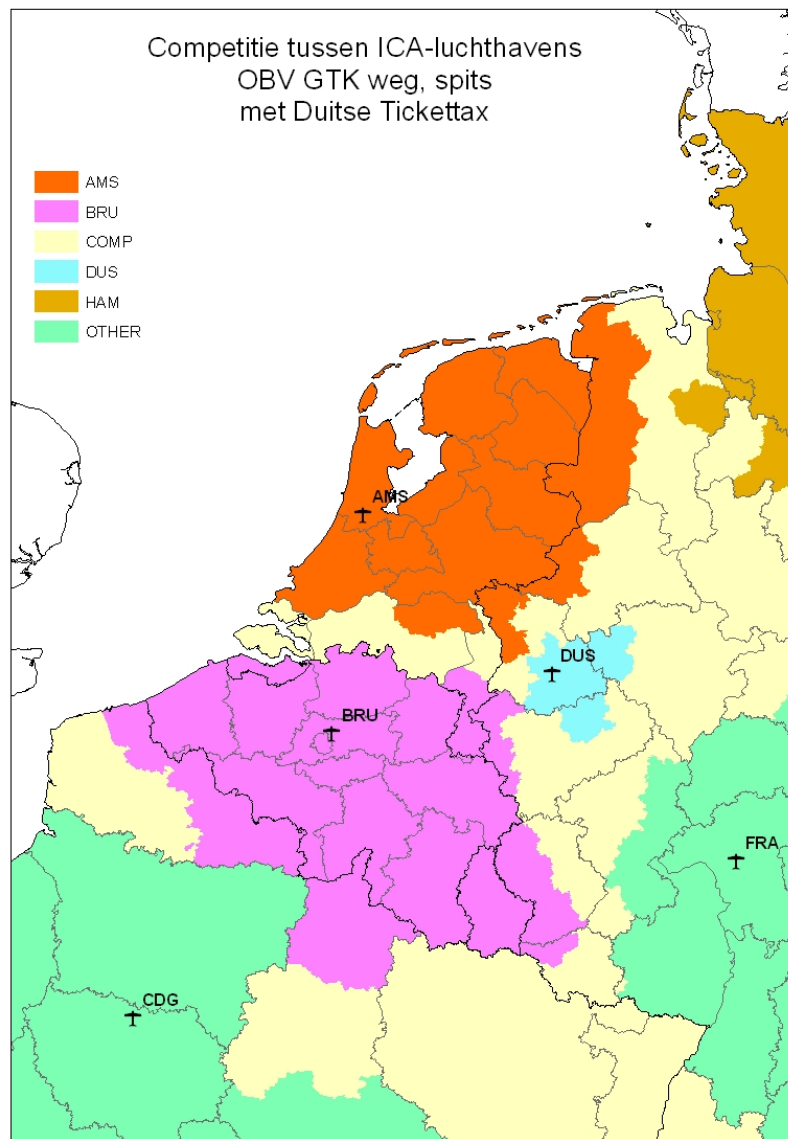 Competitie tussen ICA-luchthavens
OBV GTK weg, spits
met Duitse Tickettax
AMS
BRU
COMP
DUS
HAM
OTHER
AMS
DUS
BRU
FRA
CDG